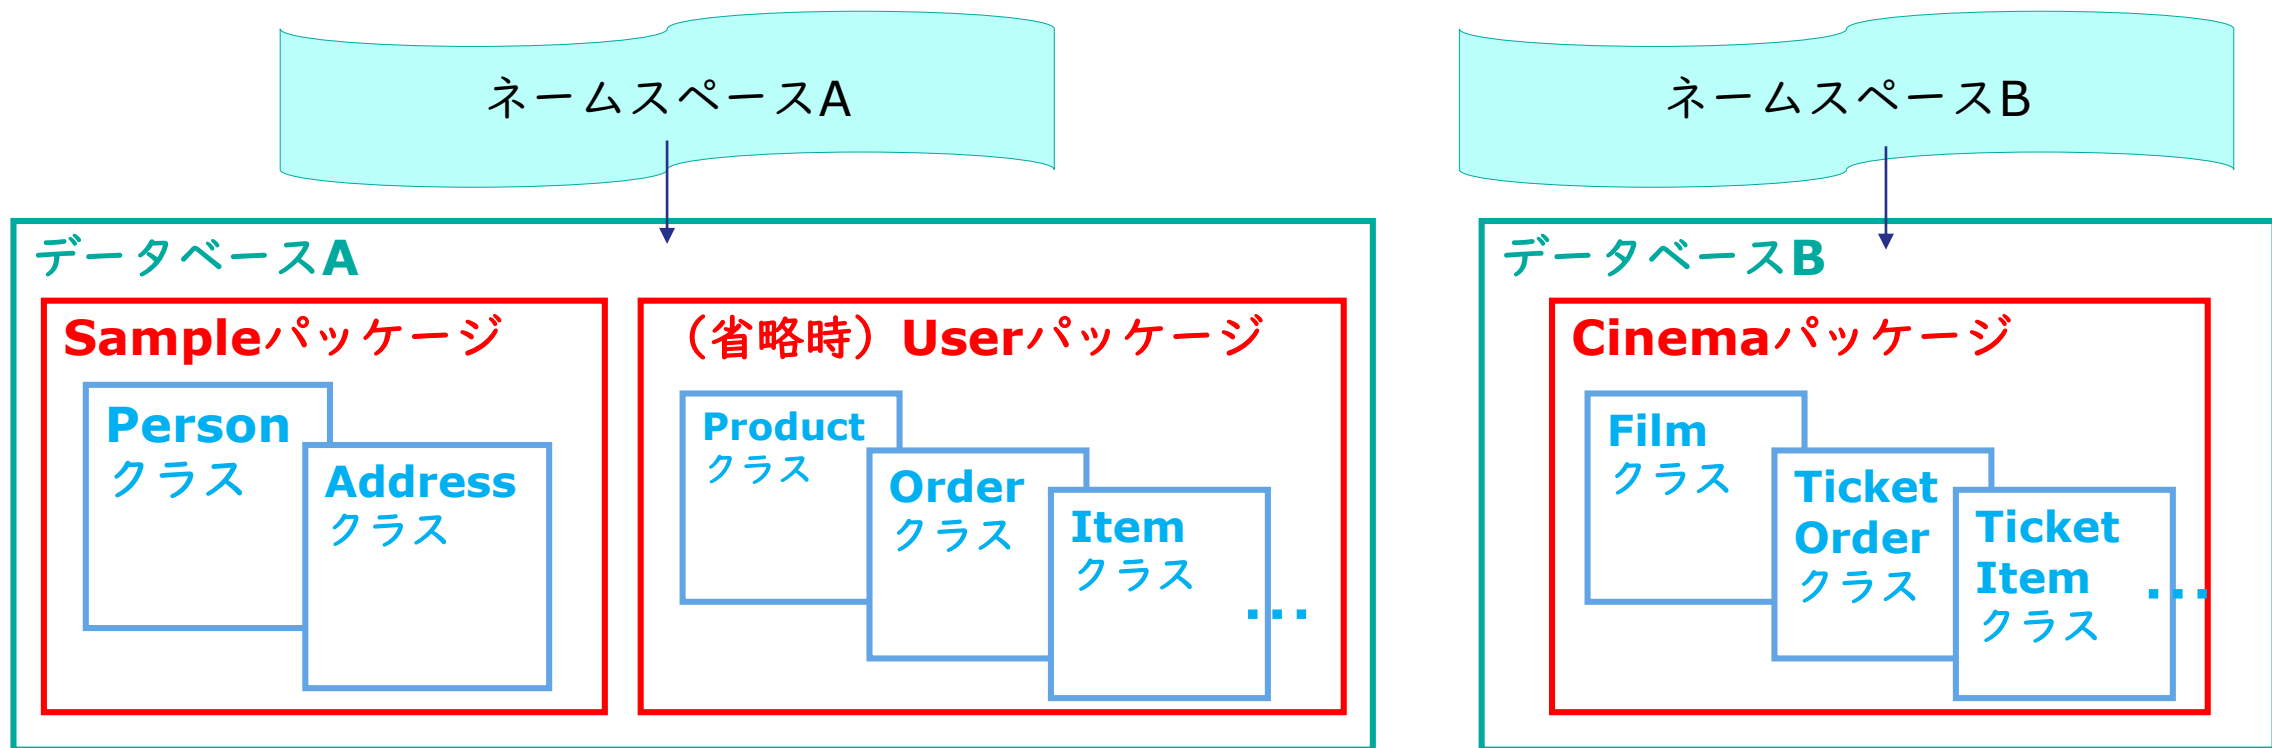 ネームスペースA
ネームスペースB
データベースA
Sampleパッケージ
Person
クラス
Address
クラス
（省略時）Userパッケージ
Product
クラス
Order
クラス
Item
クラス
...
データベースB
Cinemaパッケージ
Film
クラス
Ticket
Order
クラス
Ticket
Item
クラス
...